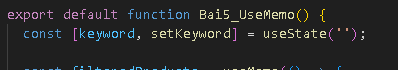 export default function Bai5_UseMemo() {
const [keyword, setKeyword] = useState('');